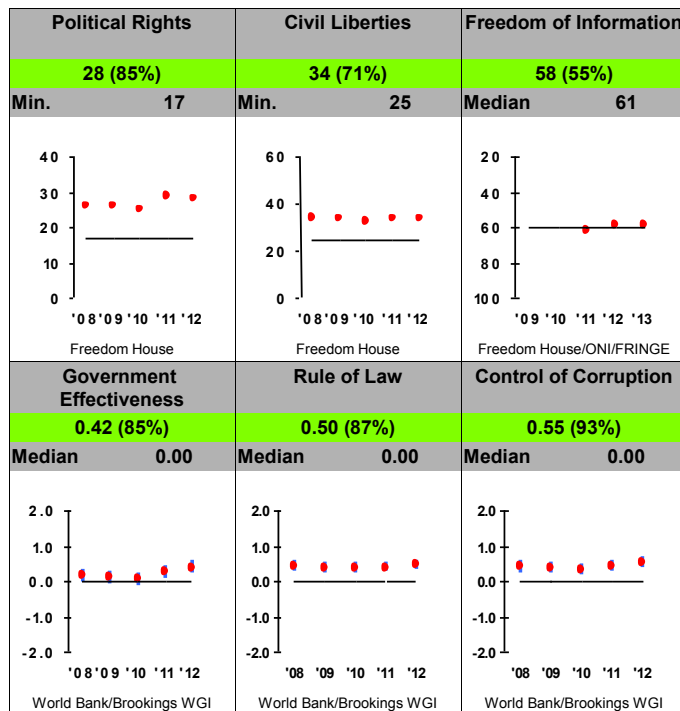 Political Rights
28 (85%)
Min. 17
40
30
20
10
0
'08 '09 '10 '11 '12
Freedom House
Civil Liberties
34 (71%)
Min. 25
60
40
20
0
'08 '09 '10 '11 '12
Freedom House
Freedom of Information
58 (55%)
Median 61
20
40
60
80
100
'09 '10 '11 '12 '13
Freedom House/ONI/FRINGE
Government
Effectiveness
0.42 (85%)
Median 0.00
2.0
1.0
0.0
-1.0
-2.0
'08 '09 '10 '11 '12
World Bank/Brookings WGI
Rule of Law
0.50 (87%)
Median 0.00
2.0
1.0
0.0
-1.0
-2.0
'08 '09 '10 '11 '12
World Bank/Brookings WGI
Control of Corruption
0.55 (93%)
Median 0.00
2.0
1.0
0.0
-1.0
-2.0
'08 '09 '10 '11 '12
World Bank/Brookings WGI